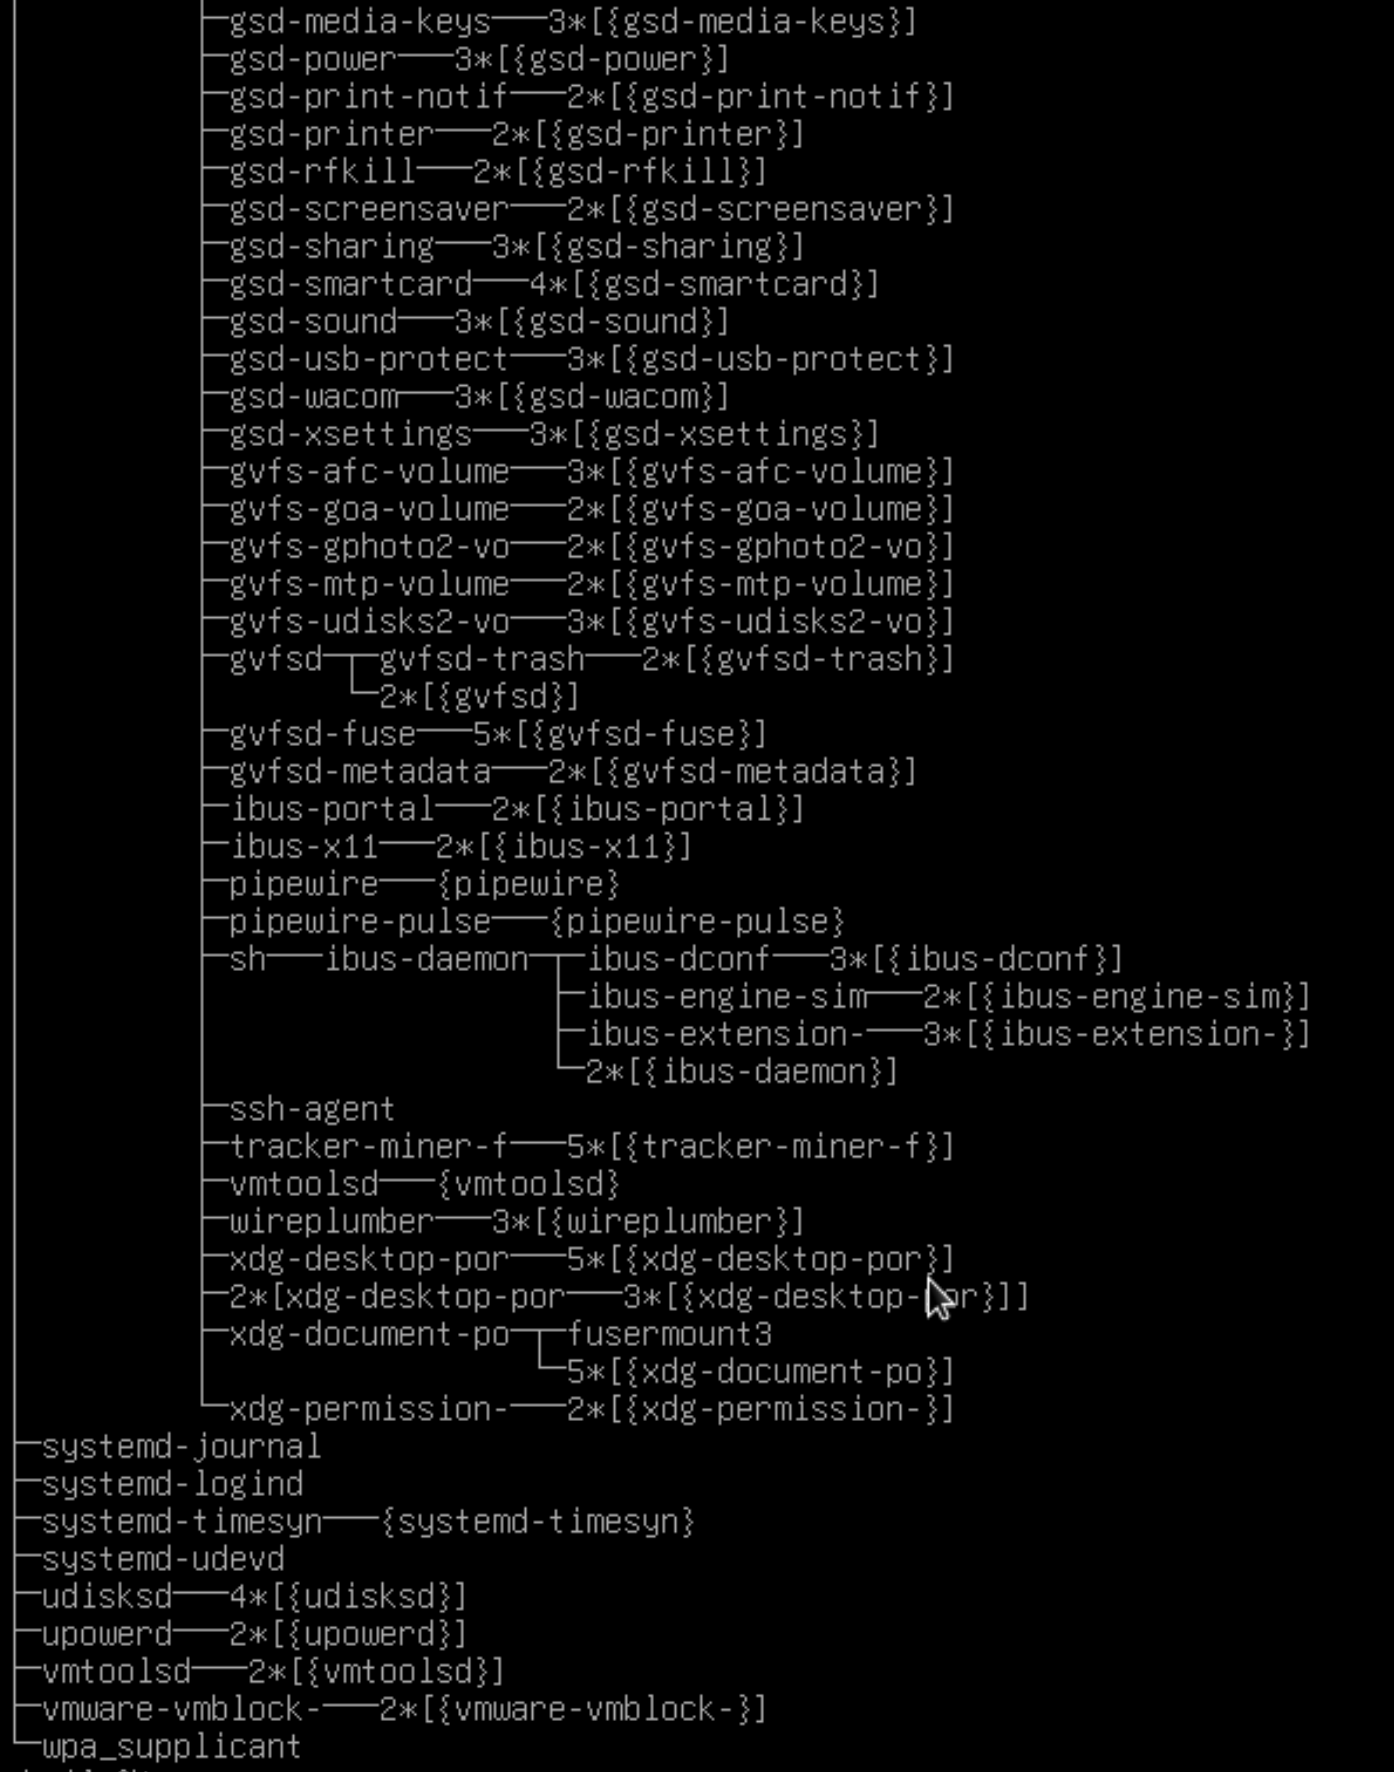 ├─gsd-media-keys───3*[{gsd-media-keys}]
├─gsd-power───3*[{gsd-power}]
├─gsd-print-notif───2*[{gsd-print-notif}]
├─gsd-printer───2*[{gsd-printer}]
├─gsd-rfkill───2*[{gsd-rfkill}]
├─gsd-screensaver───2*[{gsd-screensaver}]
├─gsd-sharing───3*[{gsd-sharing}]
├─gsd-smartcard───4*[{gsd-smartcard}]
├─gsd-sound───3*[{gsd-sound}]
├─gsd-usb-protect───3*[{gsd-usb-protect}]
├─gsd-wacom───3*[{gsd-wacom}]
├─gsd-xsettings───3*[{gsd-xsettings}]
├─gvfs-afc-volume───3*[{gvfs-afc-volume}]
├─gvfs-goa-volume───2*[{gvfs-goa-volume}]
├─gvfs-gphoto2-vo───2*[{gvfs-gphoto2-vo}]
├─gvfs-mtp-volume───2*[{gvfs-mtp-volume}]
├─gvfs-udisks2-vo───3*[{gvfs-udisks2-vo}]
├─gvfsd─┬─gvfsd-trash───2*[{gvfsd-trash}]
│       └─2*[{gvfsd}]
├─gvfsd-fuse───5*[{gvfsd-fuse}]
├─gvfsd-metadata───2*[{gvfsd-metadata}]
├─ibus-portal───2*[{ibus-portal}]
├─ibus-x11───2*[{ibus-x11}]
├─pipewire───{pipewire}
├─pipewire-pulse───{pipewire-pulse}
├─sh───ibus-daemon─┬─ibus-dconf───3*[{ibus-dconf}]
│                  ├─ibus-engine-sim───2*[{ibus-engine-sim}]
│                  ├─ibus-extension-───3*[{ibus-extension-}]
│                  └─2*[{ibus-daemon}]
├─ssh-agent
├─tracker-miner-f───5*[{tracker-miner-f}]
├─vmtoolsd───{vmtoolsd}
├─wireplumber───3*[{wireplumber}]
├─xdg-desktop-por───5*[{xdg-desktop-por}]
├─2*[xdg-desktop-por───3*[{xdg-desktop-por}]]
├─xdg-document-po─┬─fusermount3
│                 └─5*[{xdg-document-po}]
└─xdg-permission-───2*[{xdg-permission-}]
├─systemd-journal
├─systemd-logind
├─systemd-timesyn───{systemd-timesyn}
├─systemd-udevd
├─udisksd───4*[{udisksd}]
├─upowerd───2*[{upowerd}]
├─vmtoolsd───2*[{vmtoolsd}]
├─vmware-vmblock-───2*[{vmware-vmblock-}]
└─wpa_supplicant